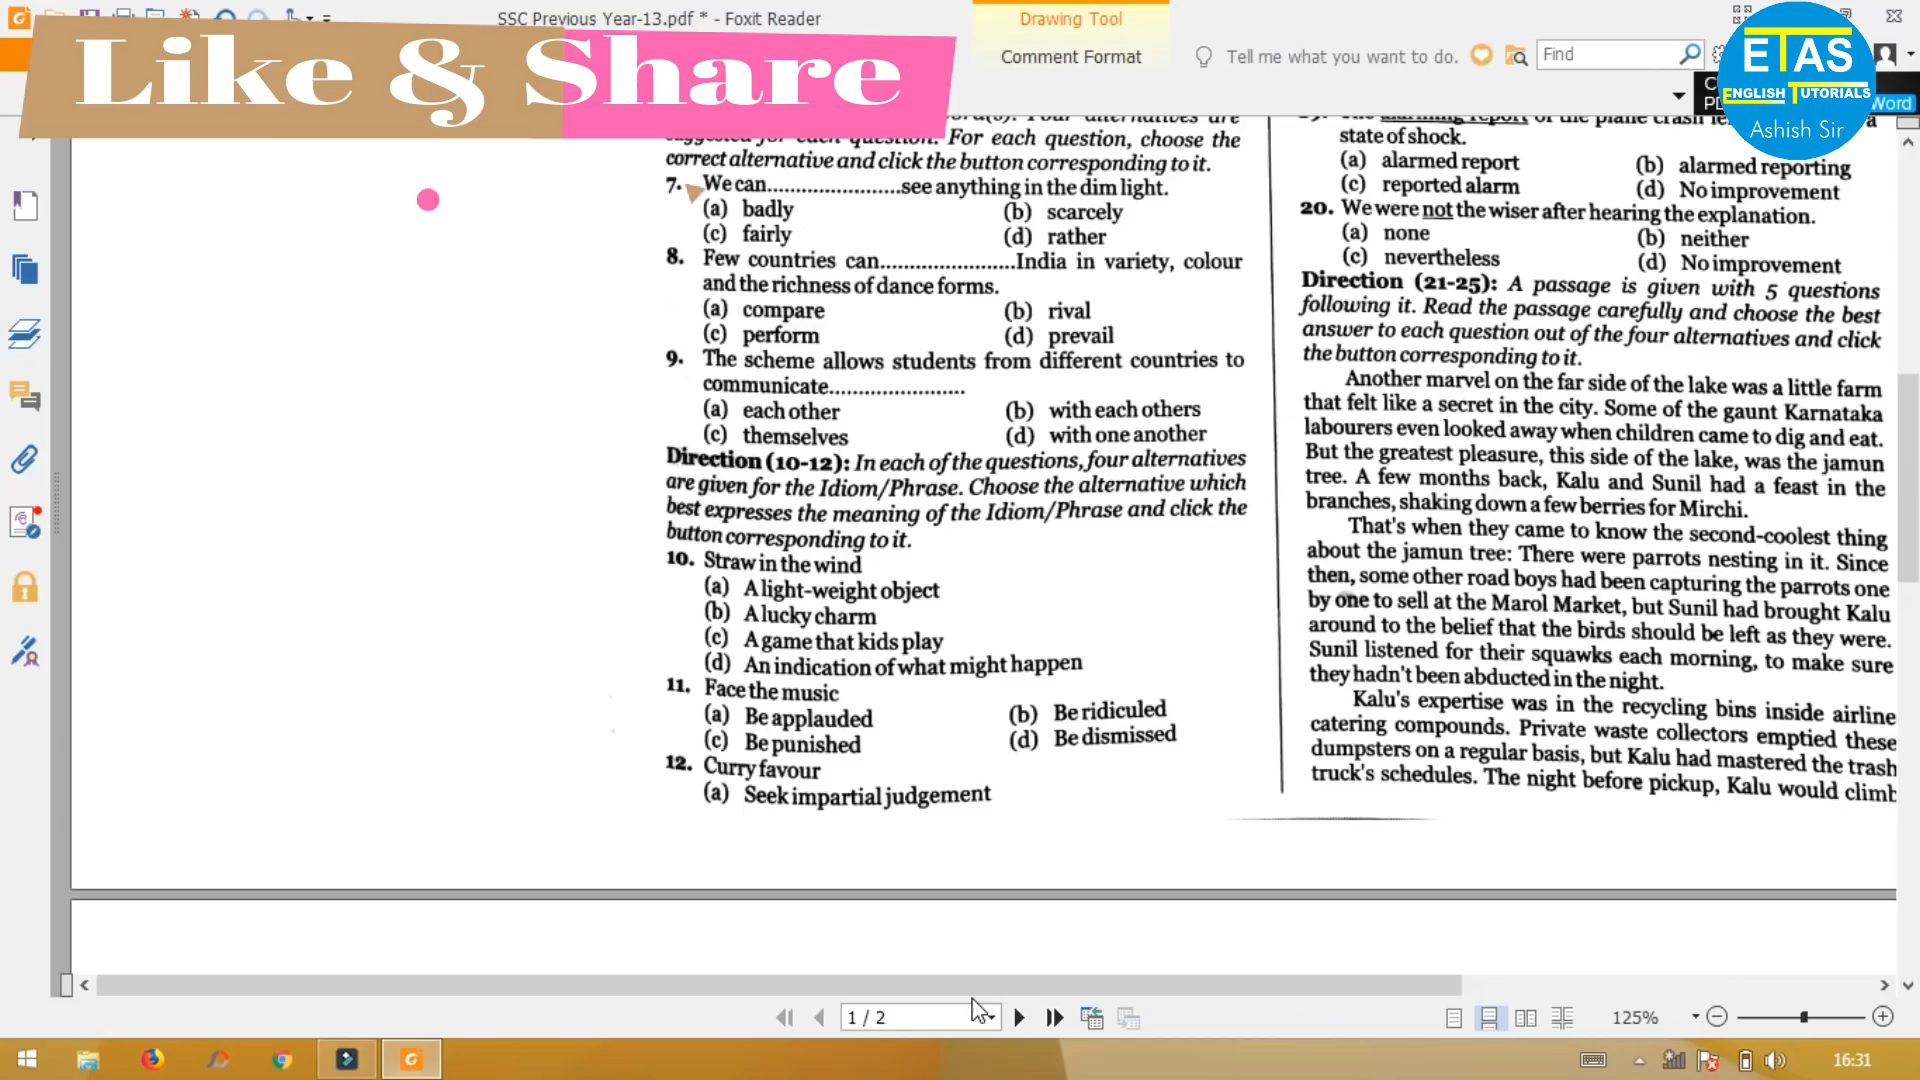 SSC Previous Year-13.pdf * - Foxit Reader
Drawing Tool
Comment Format
Tell me what you want to do.
Find
Like & Share
ETAS
ENGLISH TUTORIALS
Ashish Sir
Word
suggested for each question. For each question, choose the
correct alternative and click the button corresponding to it.
7. We can.......................see anything in the dim light.
(a) badly (b) scarcely
(c) fairly (d) rather
8. Few countries can.......................India in variety, colour
and the richness of dance forms.
(a) compare (b) rival
(c) perform (d) prevail
9. The scheme allows students from different countries to
communicate.......................
(a) each other (b) with each others
(c) themselves (d) with one another
Direction (10-12): In each of the questions, four alternatives
are given for the Idiom/Phrase. Choose the alternative which
best expresses the meaning of the Idiom/Phrase and click the
button corresponding to it.
10. Straw in the wind
(a) A light-weight object
(b) A lucky charm
(c) A game that kids play
(d) An indication of what might happen
11. Face the music
(a) Be applauded (b) Be ridiculed
(c) Be punished (d) Be dismissed
12. Curry favour
(a) Seek impartial judgement
report of the plane crash
state of shock.
(a) alarmed report (b) alarmed reporting
(c) reported alarm (d) No improvement
20. We were not the wiser after hearing the explanation.
(a) none (b) neither
(c) nevertheless (d) No improvement
Direction (21-25): A passage is given with 5 questions
following it. Read the passage carefully and choose the best
answer to each question out of the four alternatives and click
the button corresponding to it.
Another marvel on the far side of the lake was a little farm
that felt like a secret in the city. Some of the gaunt Karnataka
labourers even looked away when children came to dig and eat.
But the greatest pleasure, this side of the lake, was the jamun
tree. A few months back, Kalu and Sunil had a feast in the
branches, shaking down a few berries for Mirchi.
That's when they came to know the second-coolest thing
about the jamun tree: There were parrots nesting in it. Since
then, some other road boys had been capturing the parrots one
by one to sell at the Marol Market, but Sunil had brought Kalu
around to the belief that the birds should be left as they were.
Sunil listened for their squawks each morning, to make sure
they hadn't been abducted in the night.
Kalu's expertise was in the recycling bins inside airline
catering compounds. Private waste collectors emptied these
dumpsters on a regular basis, but Kalu had mastered the trash
truck's schedules. The night before pickup, Kalu would climb
1 / 2
125%
16:31